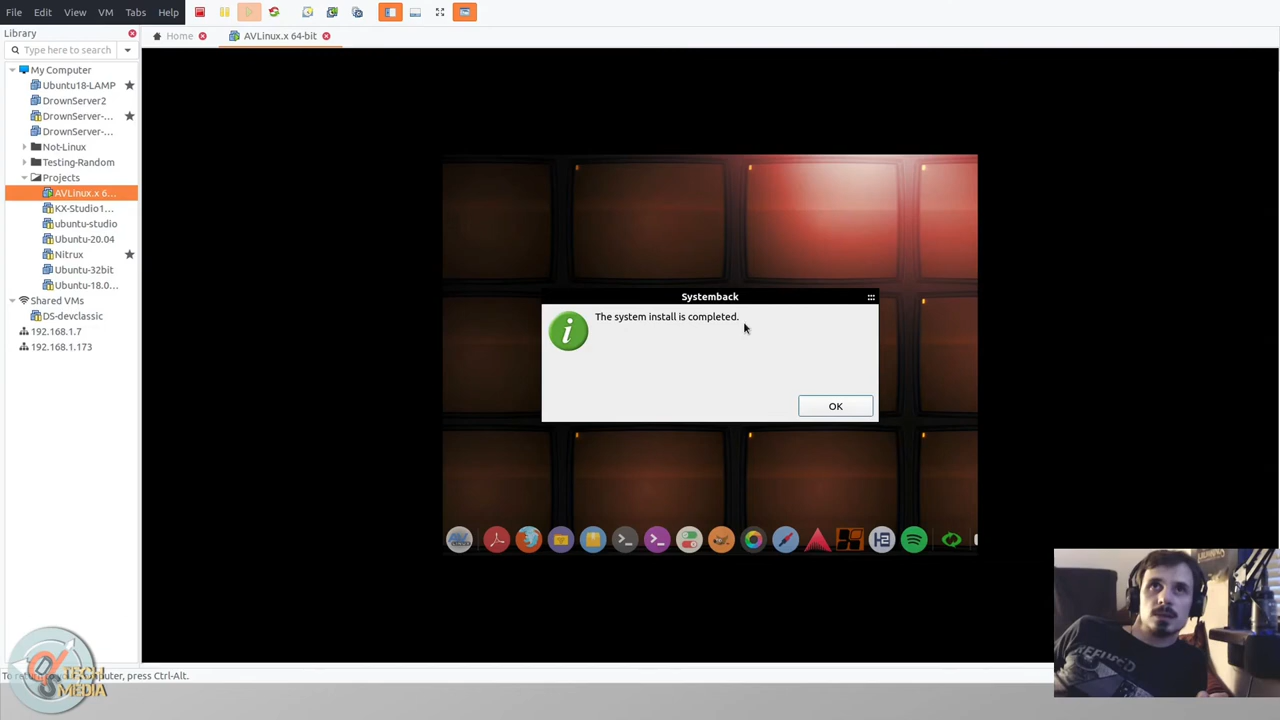 File Edit View VM Tabs Help
Library
Home
AVLinux.x 64-bit
Type here to search
My Computer
Ubuntu18-LAMP
DrownServer2
DrownServer-...
DrownServer-...
Not-Linux
Testing-Random
Projects
AVLinux.x 6...
KX-Studio1...
ubuntu-studio
Ubuntu-20.04
Nitrux
Ubuntu-32bit
Ubuntu-18.0...
Shared VMs
DS-devclassic
192.168.1.7
192.168.1.173
Systemback
The system install is completed.
OK
H2
TECH
MEDIA
press Ctrl-Alt.